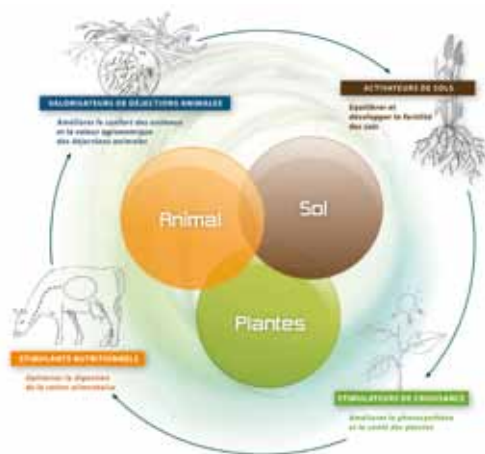 VALORISATEURS DE DÉJECTIONS ANIMALES
Améliorer le confort des animaux
et la valeur agronomique
des déjections animales
ACTIVATEURS DE SOLS
Equilibrer et
développer la fertilité
des sols
Animal
Sol
Plantes
STIMULANTS NUTRITIONNELS
Optimiser la digestion
de la ration alimentaire
STIMULATEURS DE CROISSANCE
Améliorer la photosynthèse
et la santé des plantes